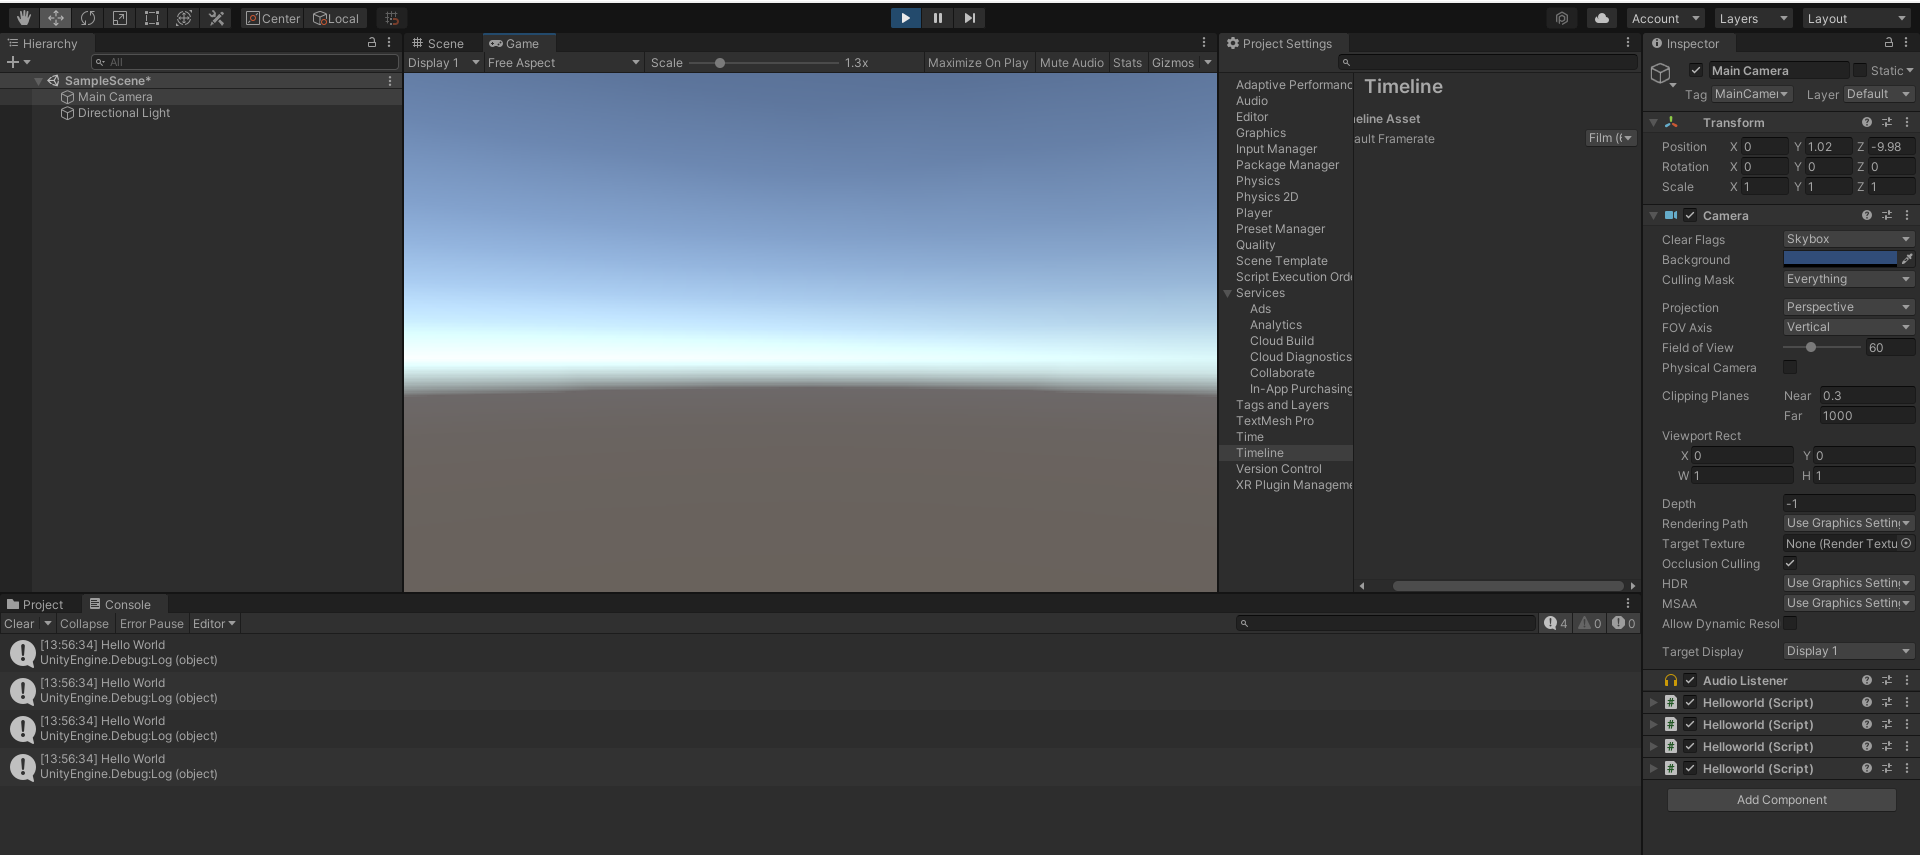 Center
Local
Account
Layers
Layout
Hierarchy
All
SampleScene*
Main Camera
Directional Light
Scene
Game
Display 1
Free Aspect
Scale
1.3x
Maximize On Play
Mute Audio
Stats
Gizmos
Project Settings
Adaptive Performanc
Audio
Editor
Graphics
Input Manager
Package Manager
Physics
Physics 2D
Player
Preset Manager
Quality
Scene Template
Script Execution Orde
Services
Ads
Analytics
Cloud Build
Cloud Diagnostics
Collaborate
In-App Purchasing
Tags and Layers
TextMesh Pro
Time
Timeline
Version Control
XR Plugin Manageme
Timeline
eline Asset
ault Framerate
Film (
Inspector
Main Camera
Static
Tag MainCamer Layer Default
Transform
Position X 0 Y 1.02 Z -9.98
Rotation X 0 Y 0 Z 0
Scale X 1 Y 1 Z 1
Camera
Clear Flags Skybox
Background
Culling Mask Everything
Projection Perspective
FOV Axis Vertical
Field of View 60
Physical Camera
Clipping Planes Near 0.3
Far 1000
Viewport Rect
X 0 Y 0
W 1 H 1
Depth -1
Rendering Path Use Graphics Setting
Target Texture None (Render Textu
Occlusion Culling
HDR Use Graphics Setting
MSAA Use Graphics Setting
Allow Dynamic Resol
Target Display Display 1
Audio Listener
# Helloworld (Script)
# Helloworld (Script)
# Helloworld (Script)
# Helloworld (Script)
Add Component
Project
Console
Clear
Collapse
Error Pause
Editor
4
0
0
[13:56:34] Hello World
UnityEngine.Debug:Log (object)
[13:56:34] Hello World
UnityEngine.Debug:Log (object)
[13:56:34] Hello World
UnityEngine.Debug:Log (object)
[13:56:34] Hello World
UnityEngine.Debug:Log (object)